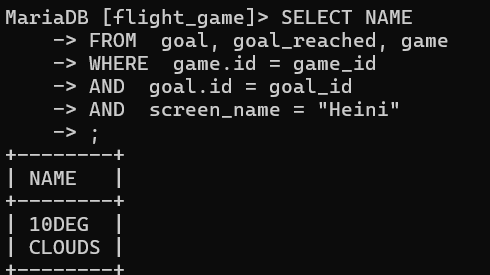 MariaDB [flight_game]> SELECT NAME
    -> FROM  goal, goal_reached, game
    -> WHERE  game.id = game_id
    -> AND  goal.id = goal_id
    -> AND  screen_name = "Heini"
    -> ;
+--------+
| NAME   |
+--------+
| 10DEG  |
| CLOUDS |
+--------+